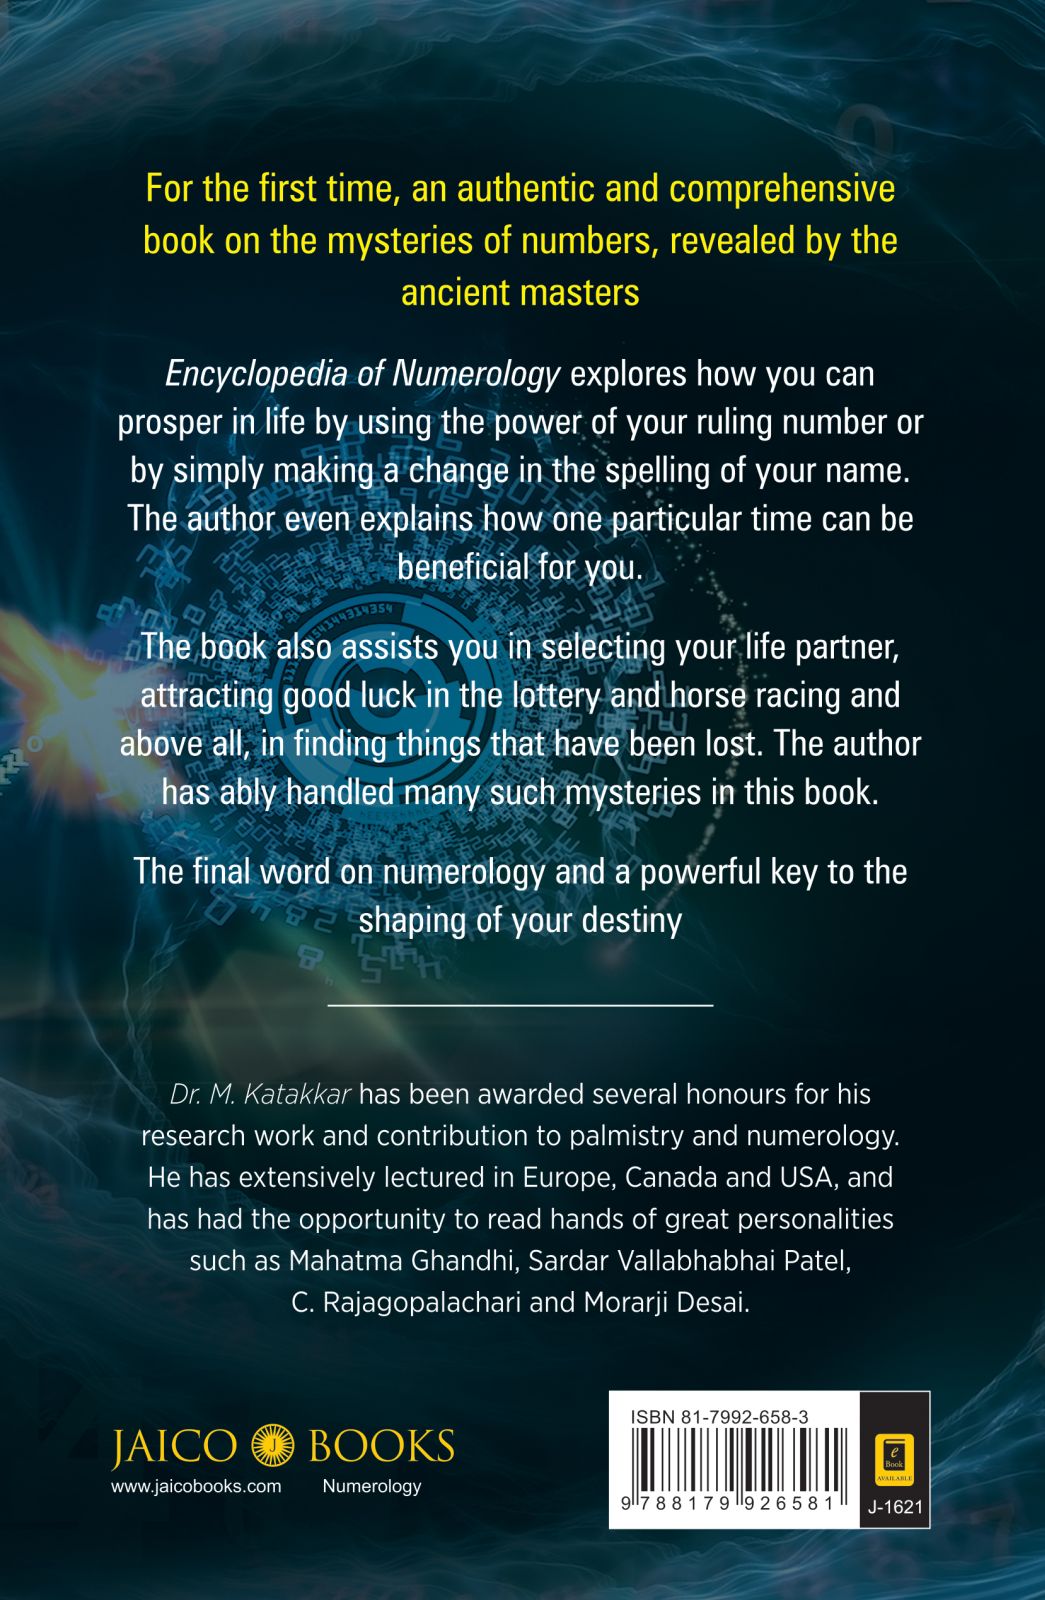 For the first time, an authentic and comprehensive
book on the mysteries of numbers, revealed by the
ancient masters
Encyclopedia of Numerology explores how you can
prosper in life by using the power of your ruling number or
by simply making a change in the spelling of your name.
The author even explains how one particular time can be
beneficial for you.
The book also assists you in selecting your life partner,
attracting good luck in the lottery and horse racing and
above all, in finding things that have been lost. The author
has ably handled many such mysteries in this book.
The final word on numerology and a powerful key to the
shaping of your destiny
Dr. M. Katakkar has been awarded several honours for his
research work and contribution to palmistry and numerology.
He has extensively lectured in Europe, Canada and USA, and
has had the opportunity to read hands of great personalities
such as Mahatma Ghandhi, Sardar Vallabhabhai Patel,
C. Rajagopalachari and Morarji Desai.
JAICO J BOOKS
www.jaicobooks.com Numerology
ISBN 81-7992-658-3
9 788179 926581
e
Book
AVAILABLE
J-1621